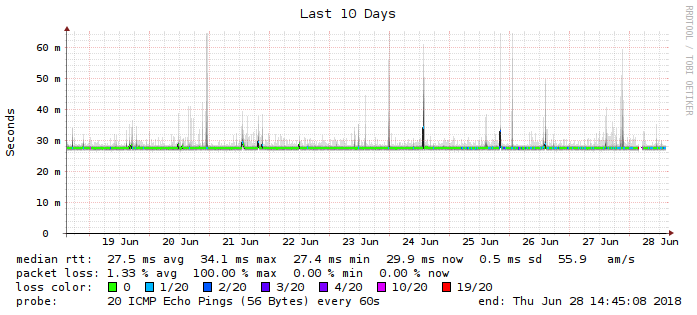 Last 10 Days
RRDTOOL / TOBI OETIKER
Seconds
60 m
50 m
40 m
30 m
20 m
10 m
0
19 Jun 20 Jun 21 Jun 22 Jun 23 Jun 24 Jun 25 Jun 26 Jun 27 Jun 28 Jun
median rtt: 27.5 ms avg 34.1 ms max 27.4 ms min 29.9 ms now 0.5 ms sd 55.9 am/s
packet loss: 1.33 % avg 100.00 % max 0.00 % min 0.00 % now
loss color: 0 1/20 2/20 3/20 4/20 10/20 19/20
probe: 20 ICMP Echo Pings (56 Bytes) every 60s end: Thu Jun 28 14:45:08 2018